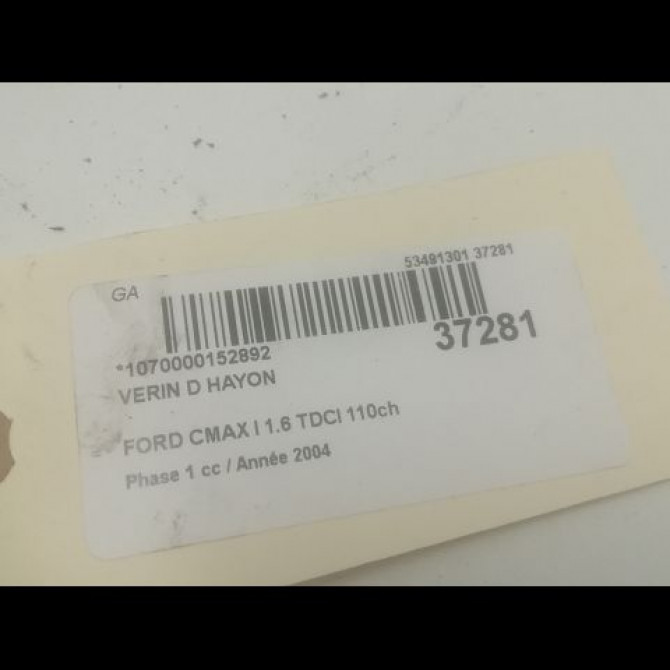 53491301 37281
GA
37281
*1070000152892
VERIN D HAYON
FORD CMAX I 1.6 TDCI 110ch
Phase 1 cc / Année 2004